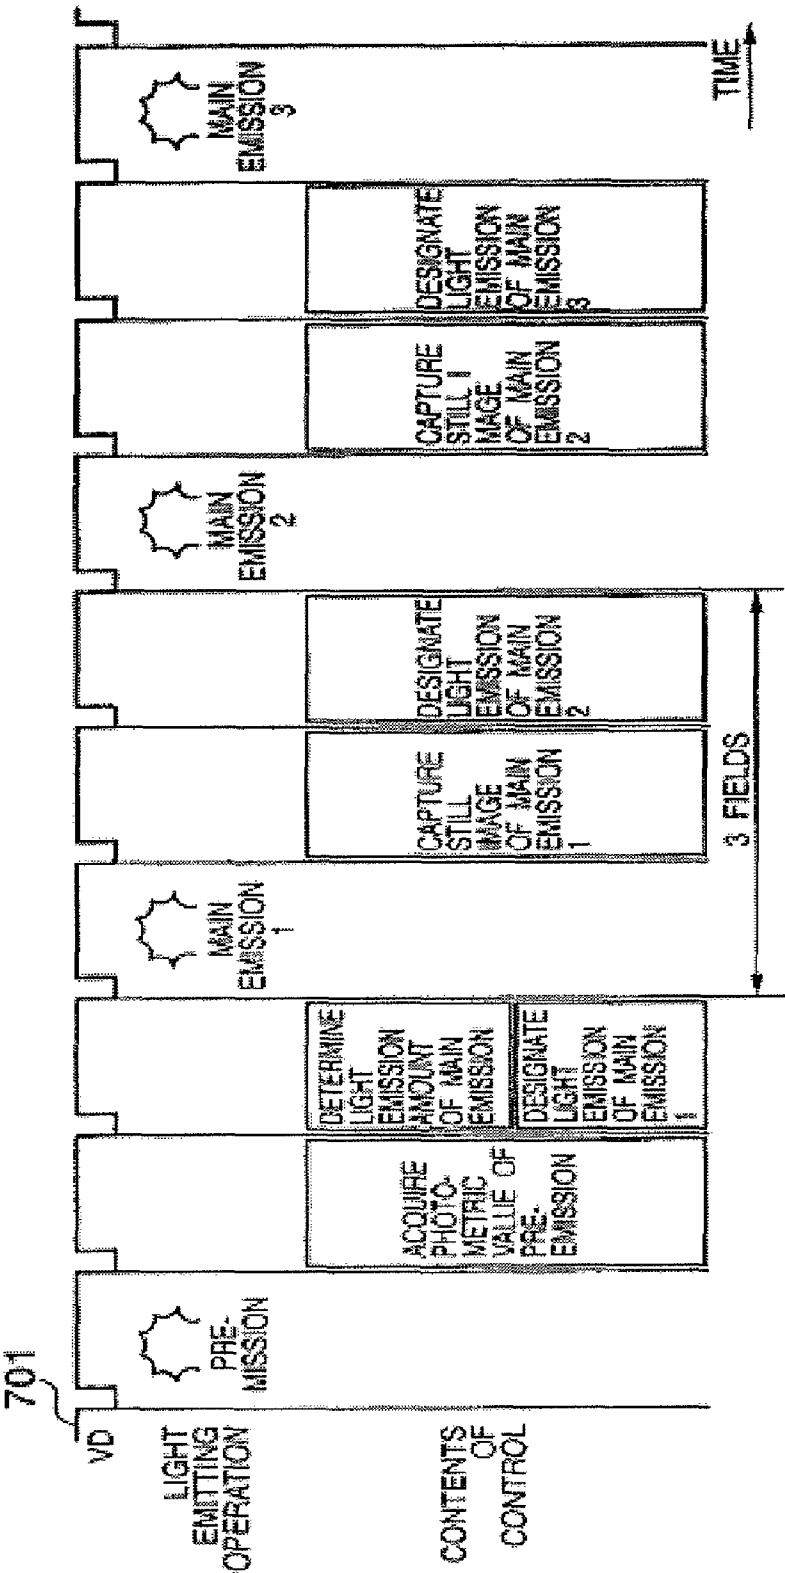 701
VD
LIGHT
EMITTING
OPERATION
PRE-
MISSION
MAIN
EMISSION
1
MAIN
EMISSION
2
MAIN
EMISSION
3
CONTENTS
OF
CONTROL
ACQUIRE
PHOTO-
METRIC
VALUE OF
PRE-
EMISSION
DETERMINE
LIGHT
EMISSION
AMOUNT
OF MAIN
EMISSION
DESIGNATE
LIGHT
EMISSION
OF MAIN
EMISSION
1
CAPTURE
STILL
IMAGE
OF MAIN
EMISSION
1
DESIGNATE
LIGHT
EMISSION
OF MAIN
EMISSION
2
CAPTURE
STILL I
MAGE
OF MAIN
EMISSION
2
DESIGNATE
LIGHT
EMISSION
OF MAIN
EMISSION
3
3 FIELDS
TIME